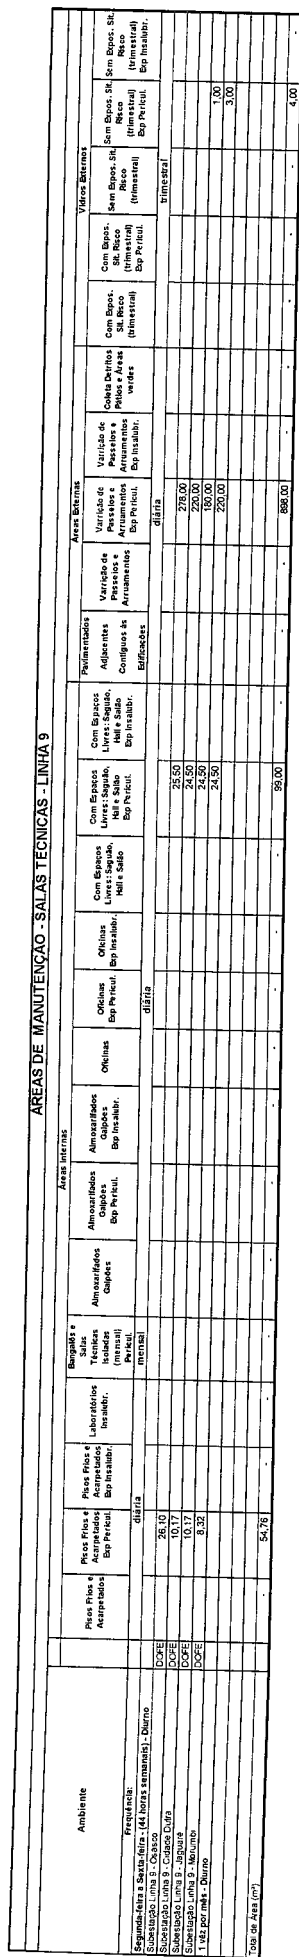 ÁREAS DE MANUTENÇÃO - SALAS TÉCNICAS - LINHA 9
Ambiente
Áreas Internas
Áreas Externas
Vidros Externos
Pisos Frios e Acarpetados
Pisos Frios e Acarpetados Exp Pericul.
Pisos Frios e Acarpetados Exp Insalubr.
Laboratórios Insalubr.
Bangalôs e Salas Técnicas Isoladas (mensal) Pericul.
Almoxarifados Galpões
Almoxarifados Galpões Exp Pericul.
Almoxarifados Galpões Exp Insalubr.
Oficinas
Oficinas Exp Pericul.
Oficinas Exp Insalubr.
Com Espaços Livres: Saguão, Hall e Salão
Com Espaços Livres: Saguão, Hall e Salão Exp Pericul.
Com Espaços Livres: Saguão, Hall e Salão Exp Insalubr.
Pavimentados Adjacentes Contíguos às Edificações
Varrição de Passeios e Arruamentos
Varrição de Passeios e Arruamentos Exp Pericul.
Varrição de Passeios e Arruamentos Exp Insalubr.
Coleta Detritos Pátios e Áreas verdes
Com Expos. Sit. Risco (trimestral)
Com Expos. Sit. Risco (trimestral) Exp Pericul.
Sem Expos. Sit. Risco (trimestral)
Sem Expos. Sit. Risco (trimestral) Exp Pericul.
Sem Expos. Sit. Risco (trimestral) Exp Insalubr.
Frequência: diária mensal diária diária trimestral
Segunda-feira a Sexta-feira - (44 horas semanais) - Diurno
Subestação Linha 9 - Osasco DOFE 26,10 25,50 278,00
Subestação Linha 9 - Cidade Dutra DOFE 10,17 24,50 220,00
Subestação Linha 9 - Jaguaré DOFE 10,17 24,50 180,00 1,00
Subestação Linha 9 - Morumbi DOFE 8,32 24,50 220,00 3,00
1 vêz por mês - Diurno
Total de Área (m²) - 54,76 - - - - - - - - - - 99,00 - - - 898,00 - - - - - 4,00 -